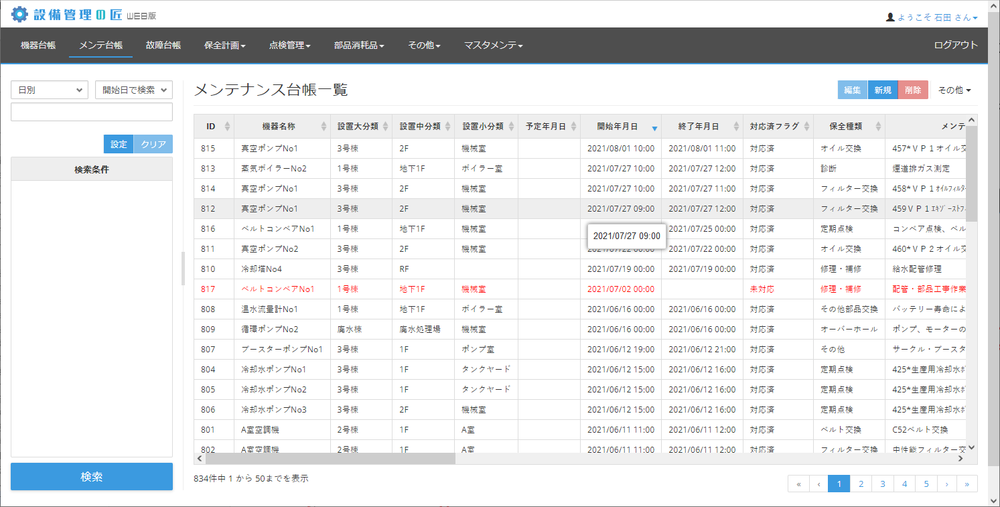 設備管理の匠 WEB版
ようこそ 石田 さん
機器台帳 メンテ台帳 故障台帳 保全計画 点検管理 部品消耗品 その他 マスタメンテ ログアウト
日別 開始日で検索
設定 クリア
検索条件
検索
メンテナンス台帳一覧
編集 新規 削除 その他
ID 機器名称 設置大分類 設置中分類 設置小分類 予定年月日 開始年月日 終了年月日 対応済フラグ 保全種類 メンテ
815 真空ポンプNo1 3号棟 2F 機械室 2021/08/01 10:00 2021/08/01 11:00 対応済 オイル交換 457*ＶＰ１オイル交
813 蒸気ボイラーNo2 1号棟 地下1F ボイラー室 2021/07/27 10:00 2021/07/27 12:00 対応済 診断 煙道排ガス測定
814 真空ポンプNo1 3号棟 2F 機械室 2021/07/27 10:00 2021/07/27 11:00 対応済 フィルター交換 458*ＶＰ１ｵｲﾙﾌｨﾙﾀ
812 真空ポンプNo1 3号棟 2F 機械室 2021/07/27 09:00 2021/07/27 12:00 対応済 フィルター交換 459ＶＰ１ｴｷｿﾞｰｽﾄﾌ
816 ベルトコンベアNo1 1号棟 地下1F 機械室 2021/07/25 00:00 対応済 定期点検 コンベア点検、ベル
2021/07/27 09:00
811 真空ポンプNo2 3号棟 2F 機械室 2021/07/22 00:00 2021/07/22 00:00 対応済 オイル交換 460*ＶＰ２オイル交
810 冷却塔No4 3号棟 RF 2021/07/19 00:00 2021/07/19 00:00 対応済 修理・補修 給水配管修理
817 ベルトコンベアNo1 1号棟 地下1F 機械室 2021/07/02 00:00 未対応 修理・補修 配管・部品工事作業
808 温水流量計No1 1号棟 地下1F ボイラー室 2021/06/16 00:00 2021/06/16 00:00 対応済 その他部品交換 バッテリー寿命によ
809 循環ポンプNo2 廃水棟 廃水処理場 機械室 2021/06/16 00:00 2021/06/16 00:00 対応済 オーバーホール ポンプ、モーターの
807 ブースターポンプNo1 3号棟 1F ポンプ室 2021/06/12 19:00 2021/06/12 21:00 対応済 その他 サークル・ブースタ
804 冷却水ポンプNo1 3号棟 1F タンクヤード 2021/06/12 15:00 2021/06/12 16:00 対応済 定期点検 425*生産用冷却水ポ
805 冷却水ポンプNo2 3号棟 1F タンクヤード 2021/06/12 15:00 2021/06/12 16:00 対応済 定期点検 425*生産用冷却水ポ
806 冷却水ポンプNo3 3号棟 2F 機械室 2021/06/12 15:00 2021/06/12 16:00 対応済 定期点検 425*生産用冷却水ポ
801 A室空調機 2号棟 1F A室 2021/06/11 11:00 2021/06/11 12:00 対応済 ベルト交換 C52ベルト交換
802 A室空調機 2号棟 1F A室 2021/06/11 11:00 2021/06/11 12:00 対応済 フィルター交換 中性能フィルター交
834件中 1 から 50までを表示
« ‹ 1 2 3 4 5 › »